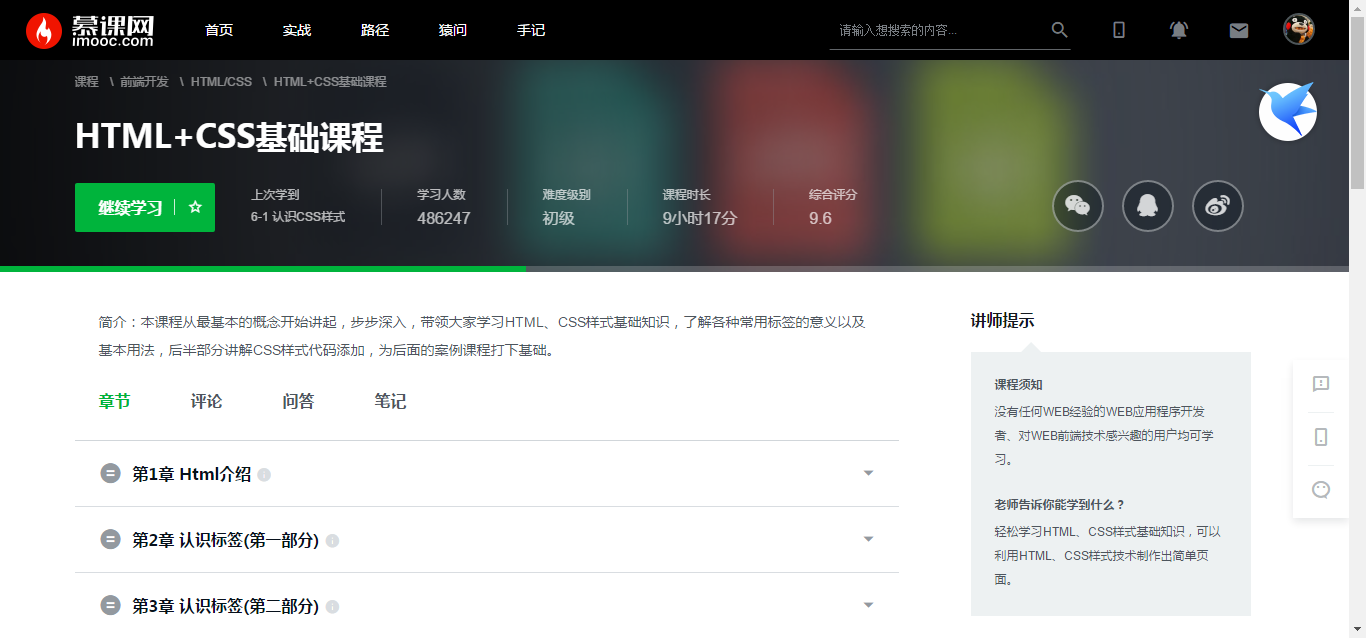 慕课网
imooc.com
首页 实战 路径 猿问 手记
请输入想搜索的内容...
课程 \ 前端开发 \ HTML/CSS \ HTML+CSS基础课程
HTML+CSS基础课程
继续学习
上次学到
6-1 认识CSS样式
学习人数
486247
难度级别
初级
课程时长
9小时17分
综合评分
9.6
简介：本课程从最基本的概念开始讲起，步步深入，带领大家学习HTML、CSS样式基础知识，了解各种常用标签的意义以及
基本用法，后半部分讲解CSS样式代码添加，为后面的案例课程打下基础。
章节 评论 问答 笔记
第1章 Html介绍
第2章 认识标签(第一部分)
第3章 认识标签(第二部分)
讲师提示
课程须知
没有任何WEB经验的WEB应用程序开发
者、对WEB前端技术感兴趣的用户均可学
习。
老师告诉你能学到什么？
轻松学习HTML、CSS样式基础知识，可以
利用HTML、CSS样式技术制作出简单页
面。